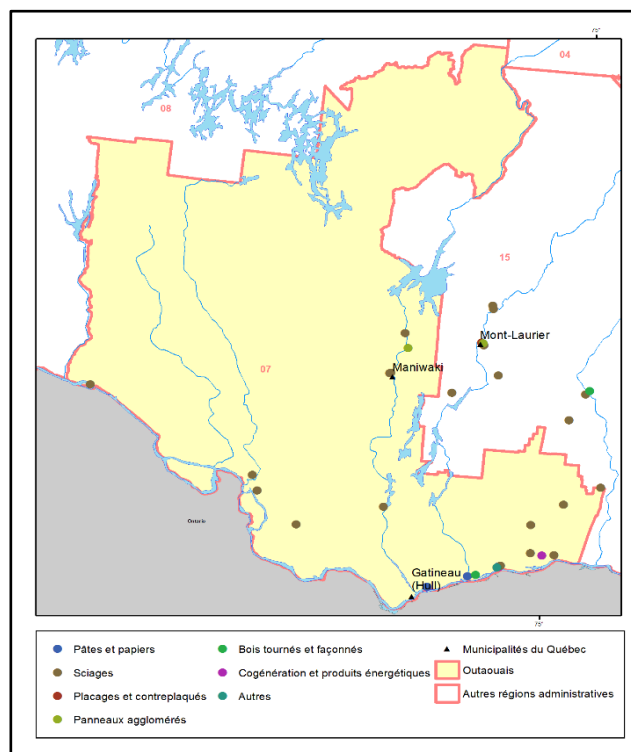 75°
04
08
15
Mont-Laurier
07
Maniwaki
Ontario
Gatineau
(Hull)
75°
Pâtes et papiers
Sciages
Placages et contreplaqués
Panneaux agglomérés
Bois tournés et façonnés
Cogénération et produits énergétiques
Autres
Municipalités du Québec
Outaouais
Autres régions administratives